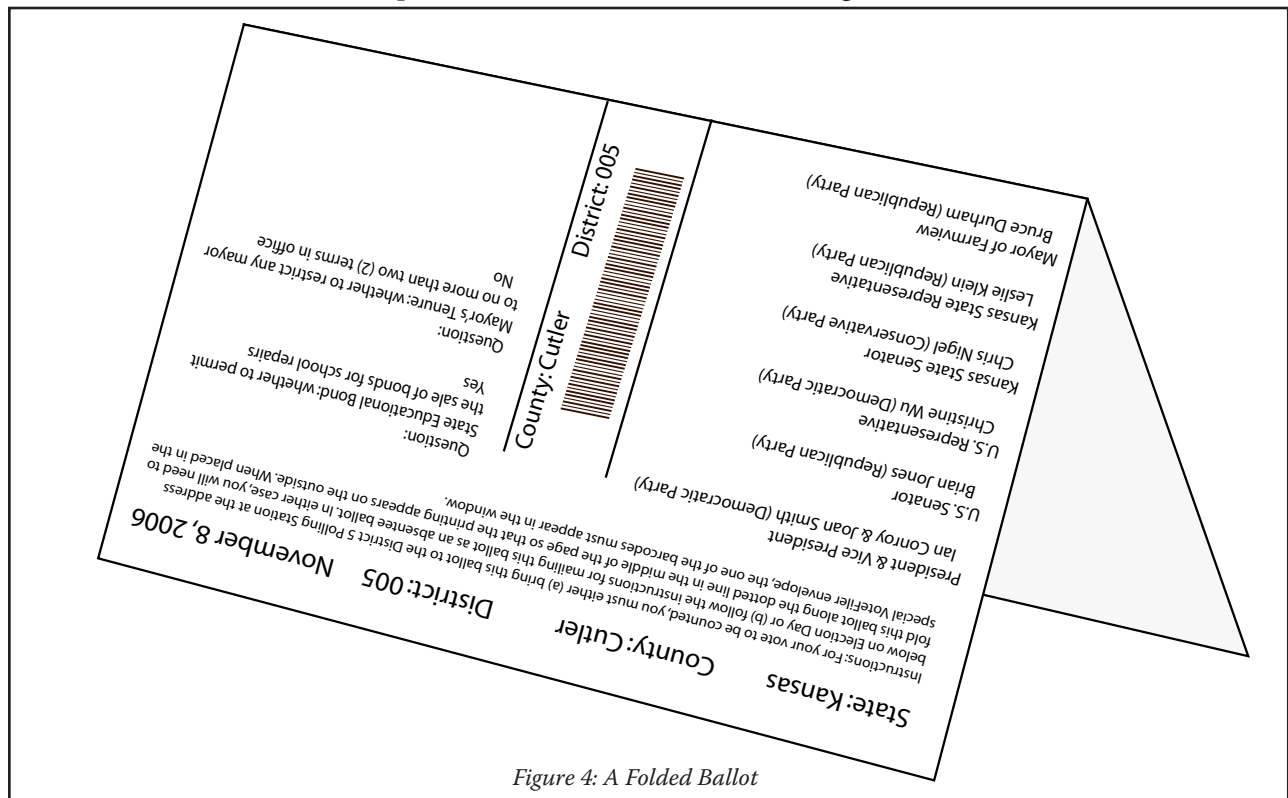 State: Kansas County: Cutler District: 005 November 8, 2006
Instructions: For your vote to be counted, you must either (a) bring this ballot to the District 5 Polling Station at the address
below on Election Day or (b) follow the instructions for mailing this ballot as an absentee ballot. In either case, you will need to
fold this ballot along the dotted line in the middle of the page so that the printing appears on the outside. When placed in the
special VoteFiler envelope, the one of the barcodes must appear in the window.
President & Vice President
Ian Conroy & Joan Smith (Democratic Party)
U.S. Senator
Brian Jones (Republican Party)
U.S. Representative
Christine Wu (Democratic Party)
Kansas State Senator
Chris Nigel (Conservative Party)
Kansas State Representative
Leslie Klein (Republican Party)
Mayor of Farmview
Bruce Durham (Republican Party)
County: Cutler District: 005
Question:
State Educational Bond: whether to permit
the sale of bonds for school repairs
Yes
Question:
Mayor's Tenure: whether to restrict any mayor
to no more than two (2) terms in office
No
Figure 4: A Folded Ballot